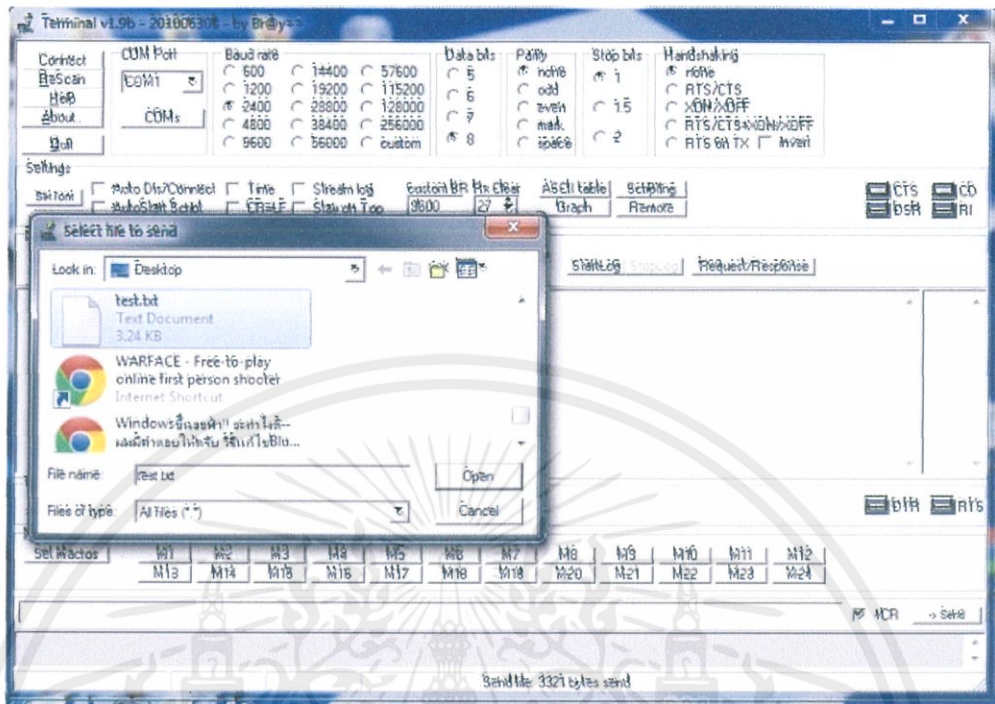 Terminal v1.9b - 20100630B - by Br@y++
Connect
ReScan
Help
About..
Quit
COM Port
COM1
COMs
Baud rate
600 14400 57600
1200 19200 115200
2400 28800 128000
4800 38400 256000
9600 56000 custom
Data bits
5
6
7
8
Parity
none
odd
even
mark
space
Stop bits
1
1.5
2
Handshaking
none
RTS/CTS
XON/XOFF
RTS/CTS+XON/XOFF
RTS on TX invert
Settings
Set font
Auto Dis/Connect Time Stream log Custom BR Rx Clear ASCII table Scripting
AutoStart Script CR=LF Stay on Top 9600 27 Graph Remote
CTS CD
DSR RI
Select file to send
Look in: Desktop
StartLog StopLog Request/Response
test.txt
Text Document
3.24 KB
WARFACE - Free-to-play
online first person shooter
Internet Shortcut
File name: test.txt Open
Files of type: All files (*.*) Cancel
DTR RTS
Set Macros M1 M2 M3 M4 M5 M6 M7 M8 M9 M10 M11 M12
M13 M14 M15 M16 M17 M18 M19 M20 M21 M22 M23 M24
+CR -> Send
Send file: 3321 bytes send